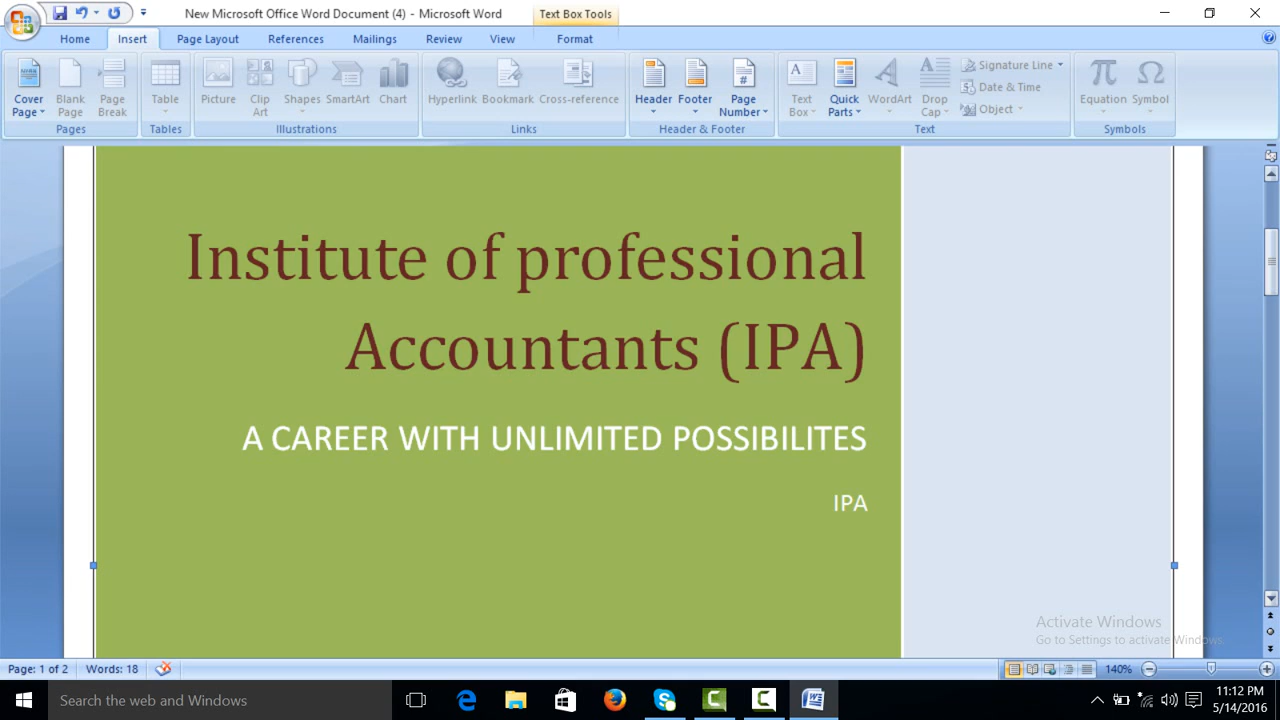 New Microsoft Office Word Document (4) - Microsoft Word
Text Box Tools
Home Insert Page Layout References Mailings Review View Format
Cover Page
Blank Page
Page Break
Table
Picture
Clip Art
Shapes
SmartArt
Chart
Hyperlink
Bookmark
Cross-reference
Header
Footer
Page Number
Text Box
Quick Parts
WordArt
Drop Cap
Signature Line
Date & Time
Object
Equation
Symbol
Pages Tables Illustrations Links Header & Footer Text Symbols
Institute of professional
Accountants (IPA)
A CAREER WITH UNLIMITED POSSIBILITES
IPA
Activate Windows
Go to Settings to activate Windows.
Page: 1 of 2 Words: 18 140%
Search the web and Windows
11:12 PM
5/14/2016